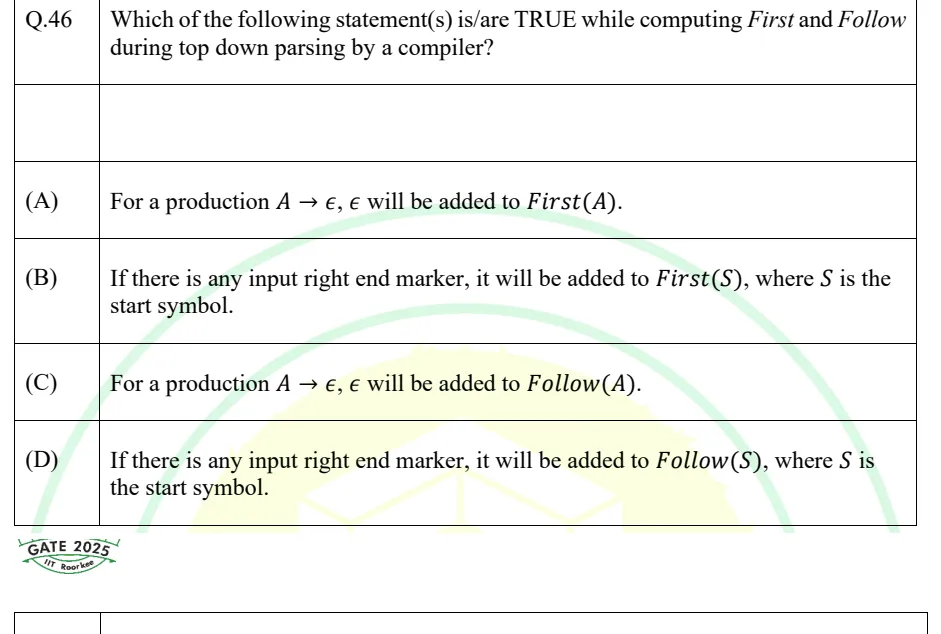 Q.46 Which of the following statement(s) is/are TRUE while computing First and Follow
during top down parsing by a compiler?
(A) For a production A → ϵ, ϵ will be added to First(A).
(B) If there is any input right end marker, it will be added to First(S), where S is the
start symbol.
(C) For a production A → ϵ, ϵ will be added to Follow(A).
(D) If there is any input right end marker, it will be added to Follow(S), where S is
the start symbol.
GATE 2025
IIT Roorkee